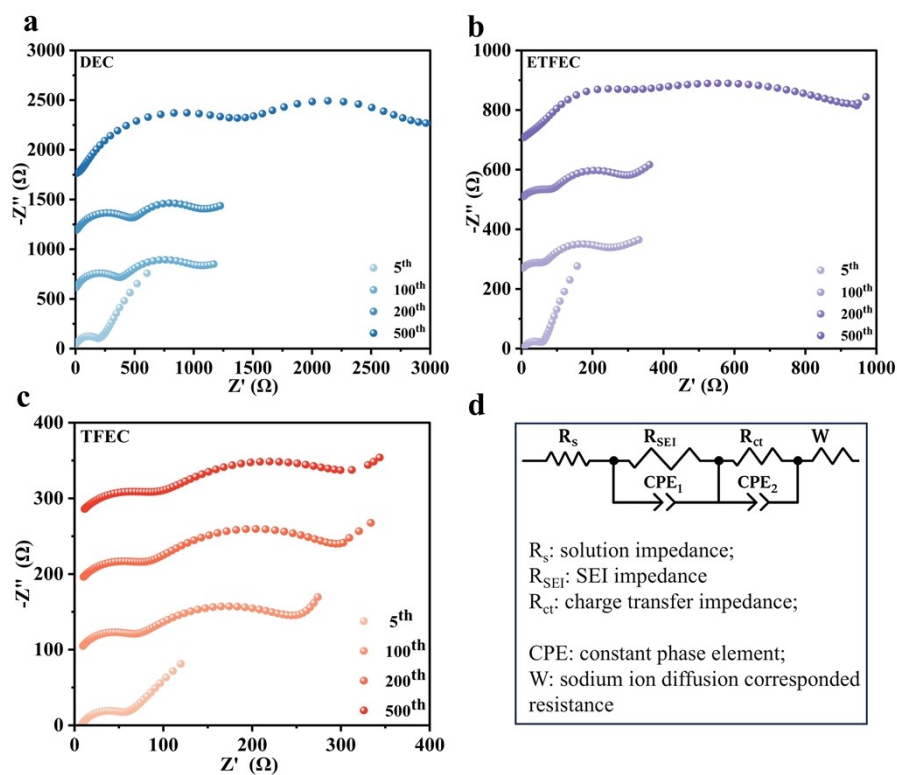 a
DEC
3000
2500
2000
1500
1000
500
0
-Z″ (Ω)
5th
100th
200th
500th
0 500 1000 1500 2000 2500 3000
Z′ (Ω)
b
ETFEC
1000
800
600
400
200
0
-Z″ (Ω)
5th
100th
200th
500th
0 200 400 600 800 1000
Z′ (Ω)
c
TFEC
400
300
200
100
0
-Z″ (Ω)
5th
100th
200th
500th
0 100 200 300 400
Z′ (Ω)
d
Rs RSEI Rct W
CPE1 CPE2
Rs: solution impedance;
RSEI: SEI impedance
Rct: charge transfer impedance;
CPE: constant phase element;
W: sodium ion diffusion corresponded
resistance